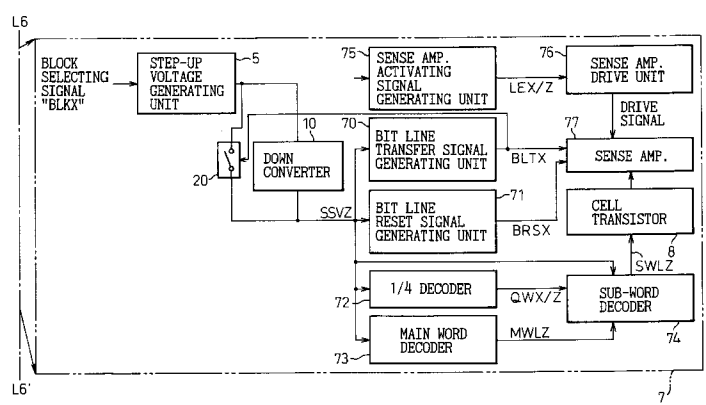 L6
BLOCK
SELECTING
SIGNAL
"BLKX"
STEP-UP
VOLTAGE
GENERATING
UNIT
5
75
SENSE AMP.
ACTIVATING
SIGNAL
GENERATING UNIT
LEX/Z
76
SENSE AMP.
DRIVE UNIT
DRIVE
SIGNAL
10
DOWN
CONVERTER
20
70
BIT LINE
TRANSFER SIGNAL
GENERATING UNIT
BLTX
77
SENSE AMP.
SSVZ
71
BIT LINE
RESET SIGNAL
GENERATING UNIT
BRSX
CELL
TRANSISTOR
8
SWLZ
1/4 DECODER
72
QWX/Z
SUB-WORD
DECODER
74
MAIN WORD
DECODER
73
MWLZ
7
L6'